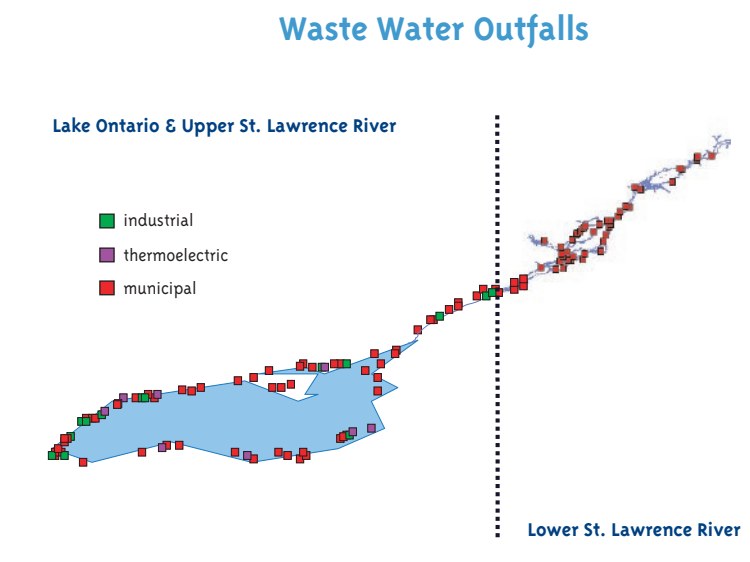 Waste Water Outfalls
Lake Ontario & Upper St. Lawrence River
industrial
thermoelectric
municipal
Lower St. Lawrence River